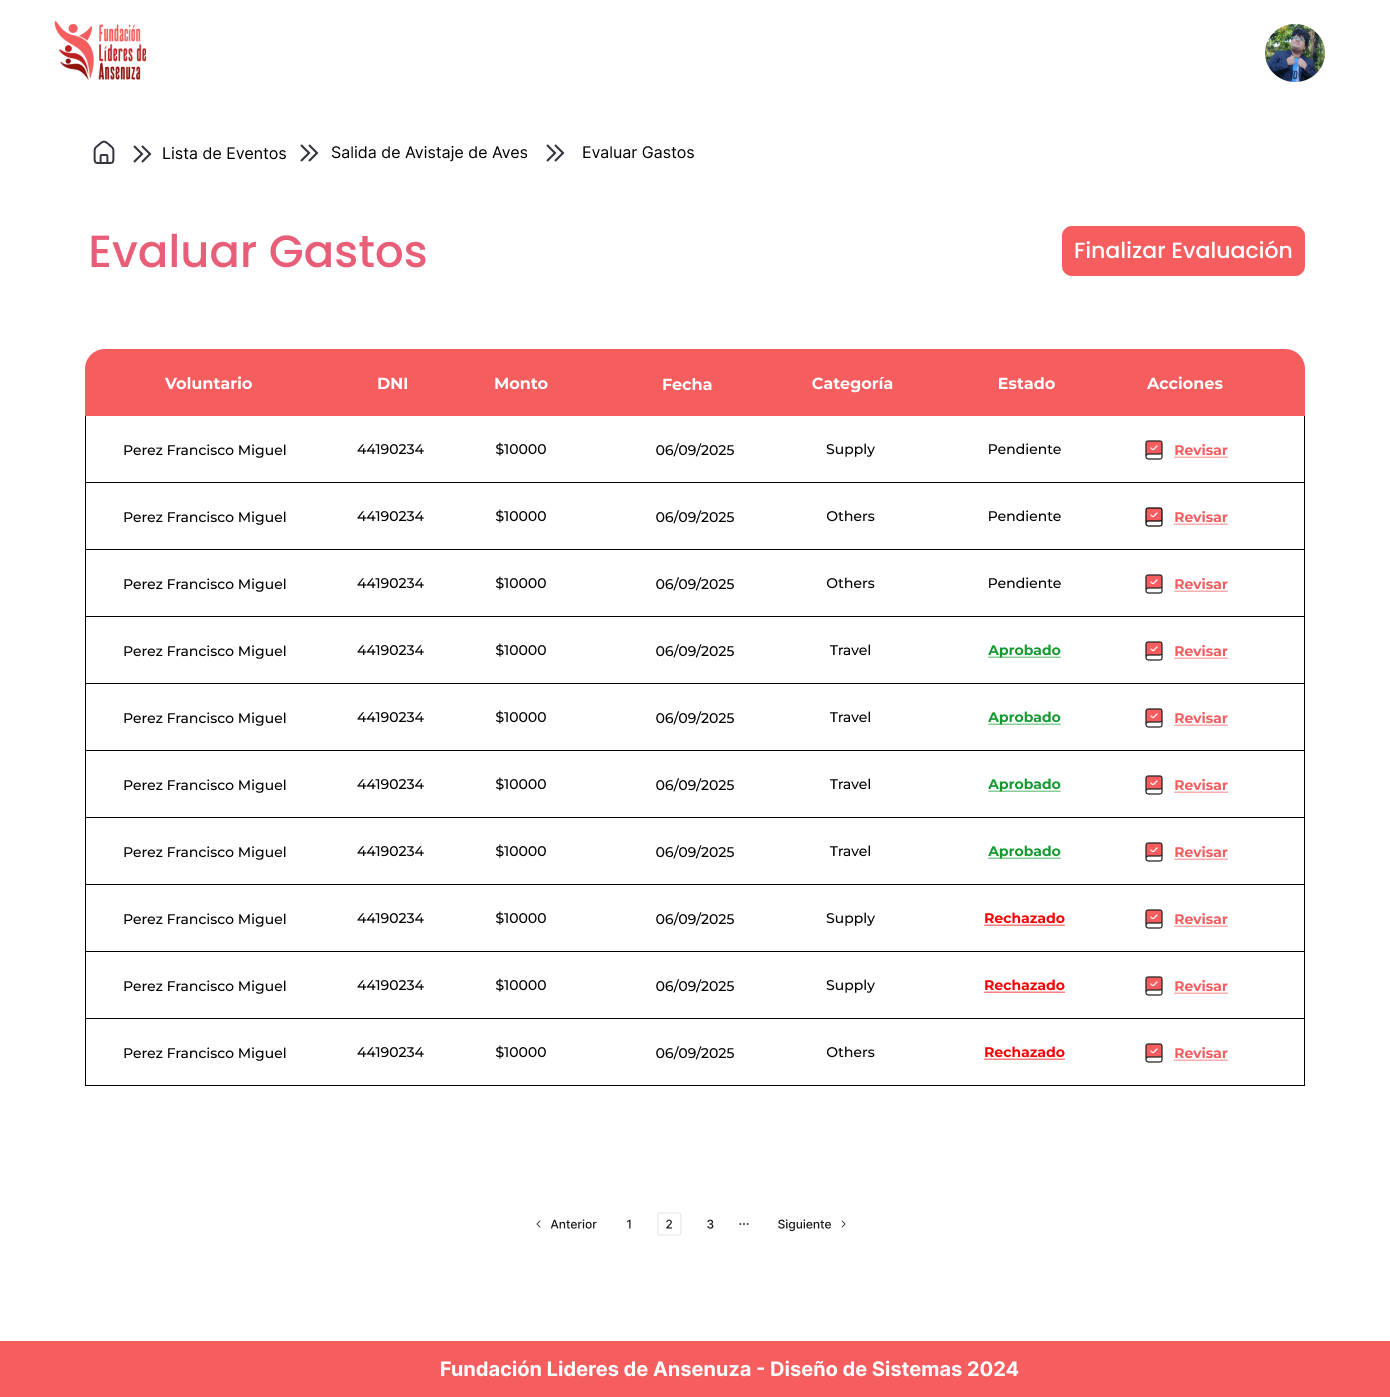 Fundación
Lideres de
Ansenuza
Lista de Eventos Salida de Avistaje de Aves Evaluar Gastos
Evaluar Gastos
Finalizar Evaluación
Voluntario DNI Monto Fecha Categoría Estado Acciones
Perez Francisco Miguel 44190234 $10000 06/09/2025 Supply Pendiente Revisar
Perez Francisco Miguel 44190234 $10000 06/09/2025 Others Pendiente Revisar
Perez Francisco Miguel 44190234 $10000 06/09/2025 Others Pendiente Revisar
Perez Francisco Miguel 44190234 $10000 06/09/2025 Travel Aprobado Revisar
Perez Francisco Miguel 44190234 $10000 06/09/2025 Travel Aprobado Revisar
Perez Francisco Miguel 44190234 $10000 06/09/2025 Travel Aprobado Revisar
Perez Francisco Miguel 44190234 $10000 06/09/2025 Travel Aprobado Revisar
Perez Francisco Miguel 44190234 $10000 06/09/2025 Supply Rechazado Revisar
Perez Francisco Miguel 44190234 $10000 06/09/2025 Supply Rechazado Revisar
Perez Francisco Miguel 44190234 $10000 06/09/2025 Others Rechazado Revisar
Anterior 1 2 3 ... Siguiente
Fundación Lideres de Ansenuza - Diseño de Sistemas 2024